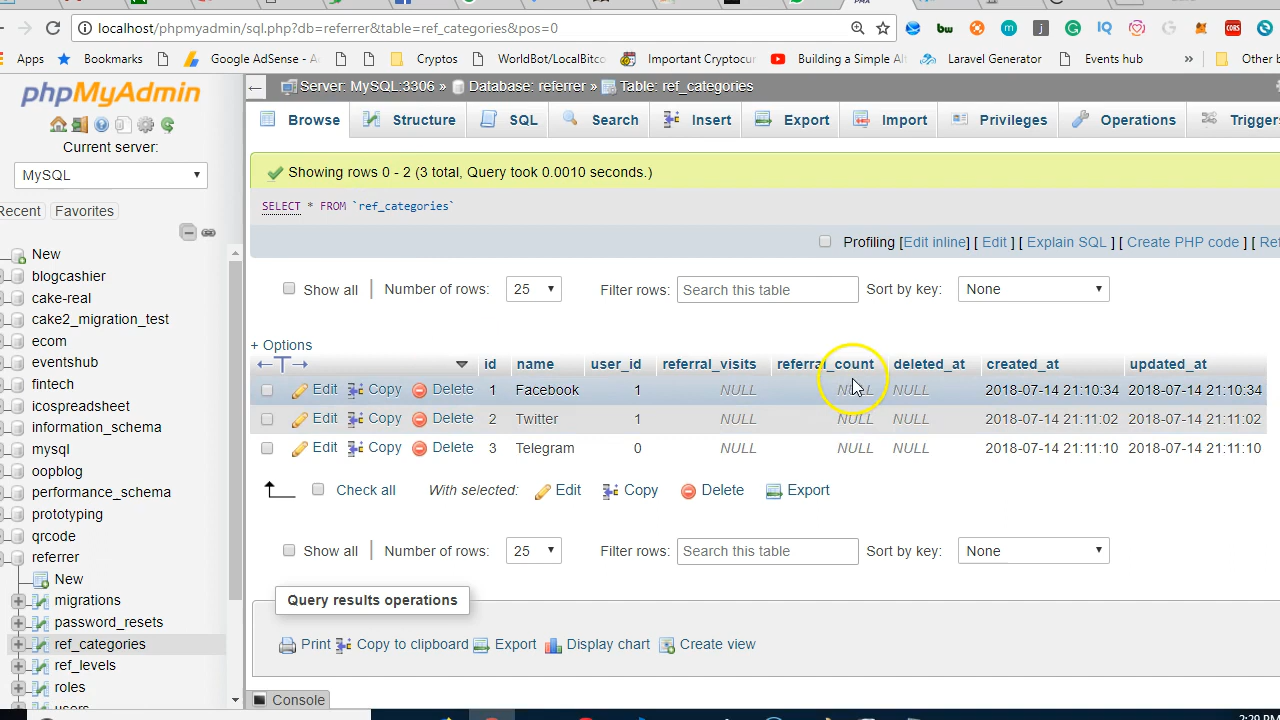 localhost/phpmyadmin/sql.php?db=referrer&table=ref_categories&pos=0
Apps Bookmarks Google AdSense - A Cryptos WorldBot/LocalBitco Important Cryptocur Building a Simple Laravel Generator Events hub Other b
phpMyAdmin
Current server:
MySQL
Recent Favorites
New
blogcashier
cake-real
cake2_migration_test
ecom
eventshub
fintech
icospreadsheet
information_schema
mysql
oopblog
performance_schema
prototyping
qrcode
referrer
New
migrations
password_resets
ref_categories
ref_levels
roles
users
Server: MySQL:3306 » Database: referrer » Table: ref_categories
Browse Structure SQL Search Insert Export Import Privileges Operations Triggers
Showing rows 0 - 2 (3 total, Query took 0.0010 seconds.)
SELECT * FROM `ref_categories`
Profiling [Edit inline] [ Edit ] [ Explain SQL ] [ Create PHP code ] [ Ref
Show all Number of rows: 25 Filter rows: Search this table Sort by key: None
+ Options
id name user_id referral_visits referral_count deleted_at created_at updated_at
Edit Copy Delete 1 Facebook 1 NULL NULL NULL 2018-07-14 21:10:34 2018-07-14 21:10:34
Edit Copy Delete 2 Twitter 1 NULL NULL NULL 2018-07-14 21:11:02 2018-07-14 21:11:02
Edit Copy Delete 3 Telegram 0 NULL NULL NULL 2018-07-14 21:11:10 2018-07-14 21:11:10
Check all With selected: Edit Copy Delete Export
Show all Number of rows: 25 Filter rows: Search this table Sort by key: None
Query results operations
Print Copy to clipboard Export Display chart Create view
Console